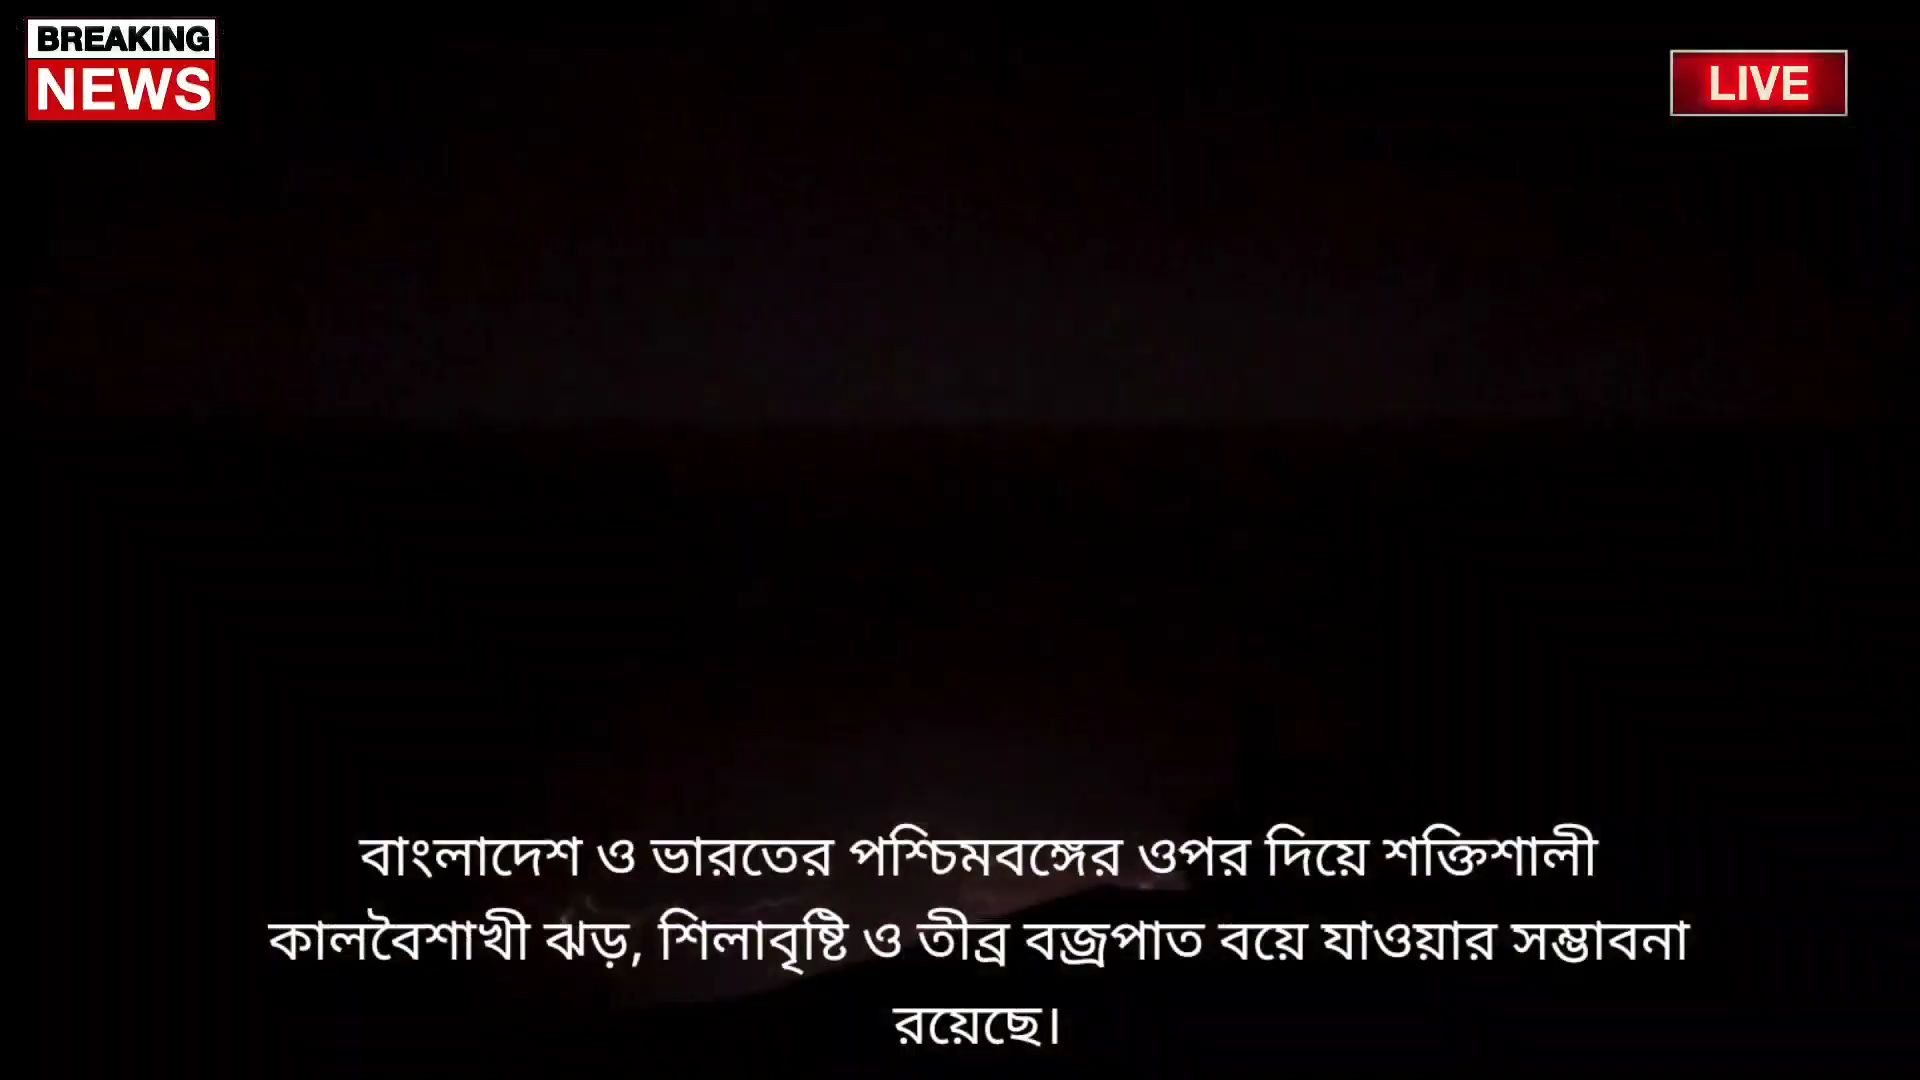 BREAKING
NEWS
LIVE
বাংলাদেশ ও ভারতের পশ্চিমবঙ্গের ওপর দিয়ে শক্তিশালী
কালবৈশাখী ঝড়, শিলাবৃষ্টি ও তীব্র বজ্রপাত বয়ে যাওয়ার সম্ভাবনা
রয়েছে।